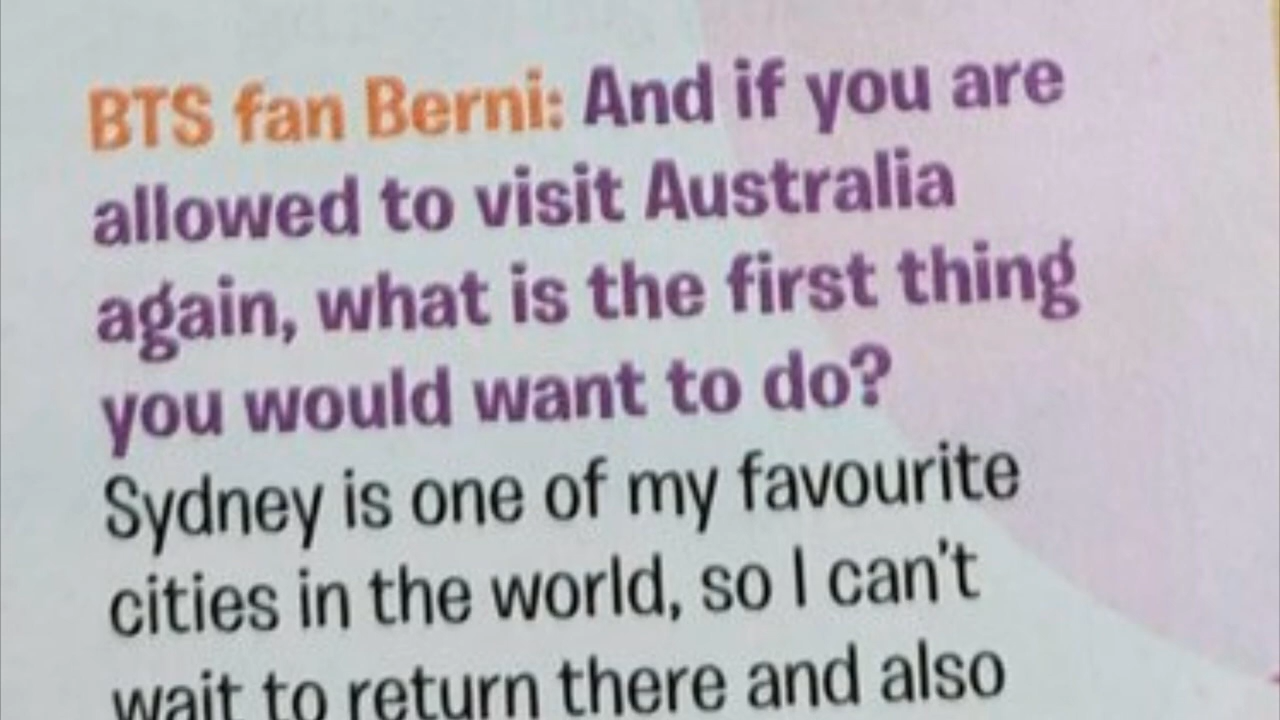 BTS fan Berni: And if you are
allowed to visit Australia
again, what is the first thing
you would want to do?
Sydney is one of my favourite
cities in the world, so I can't
wait to return there and also